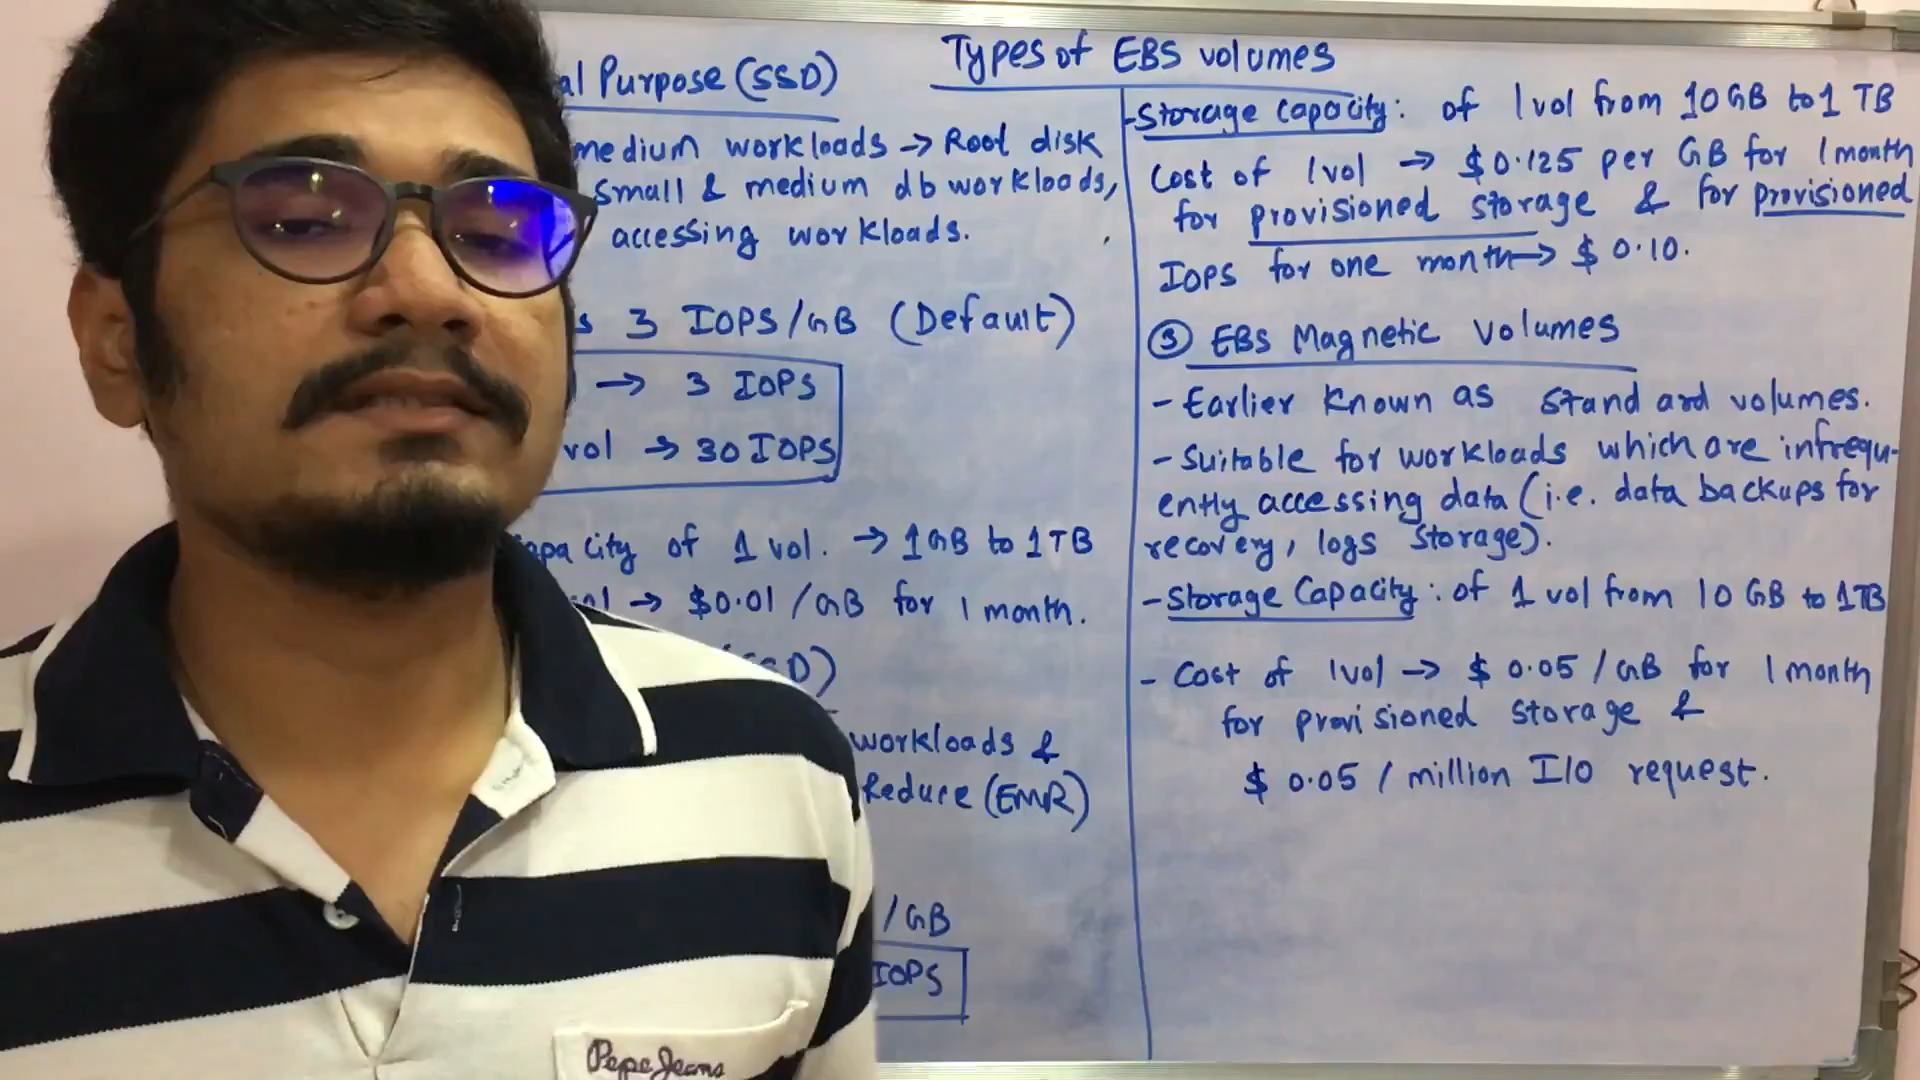 Types of EBS volumes
al Purpose (SSD)
medium workloads → Root disk
small & medium db workloads,
accessing workloads.
s 3 IOPS/GB (Default)
→ 3 IOPS
vol → 30 IOPS
apacity of 1 vol. → 1GB to 1TB
→ $0.01 /GB for 1 month.
D)
workloads &
Reduce (EMR)
/GB
IOPS
-Storage capacity: of 1vol from 10GB to 1 TB
Cost of 1vol → $0.125 per GB for 1month
for provisioned storage & for provisioned
IOPS for one month→ $ 0.10.
③ EBS Magnetic volumes
- Earlier known as standard volumes.
- Suitable for workloads which are infrequ-
ently accessing data (i.e. data backups for
recovery, logs storage).
- Storage Capacity: of 1 vol from 10 GB to 1TB
- Cost of 1vol → $ 0.05 /GB for 1 month
for provisioned storage &
$ 0.05 / million I/O request.
Pepe Jeans